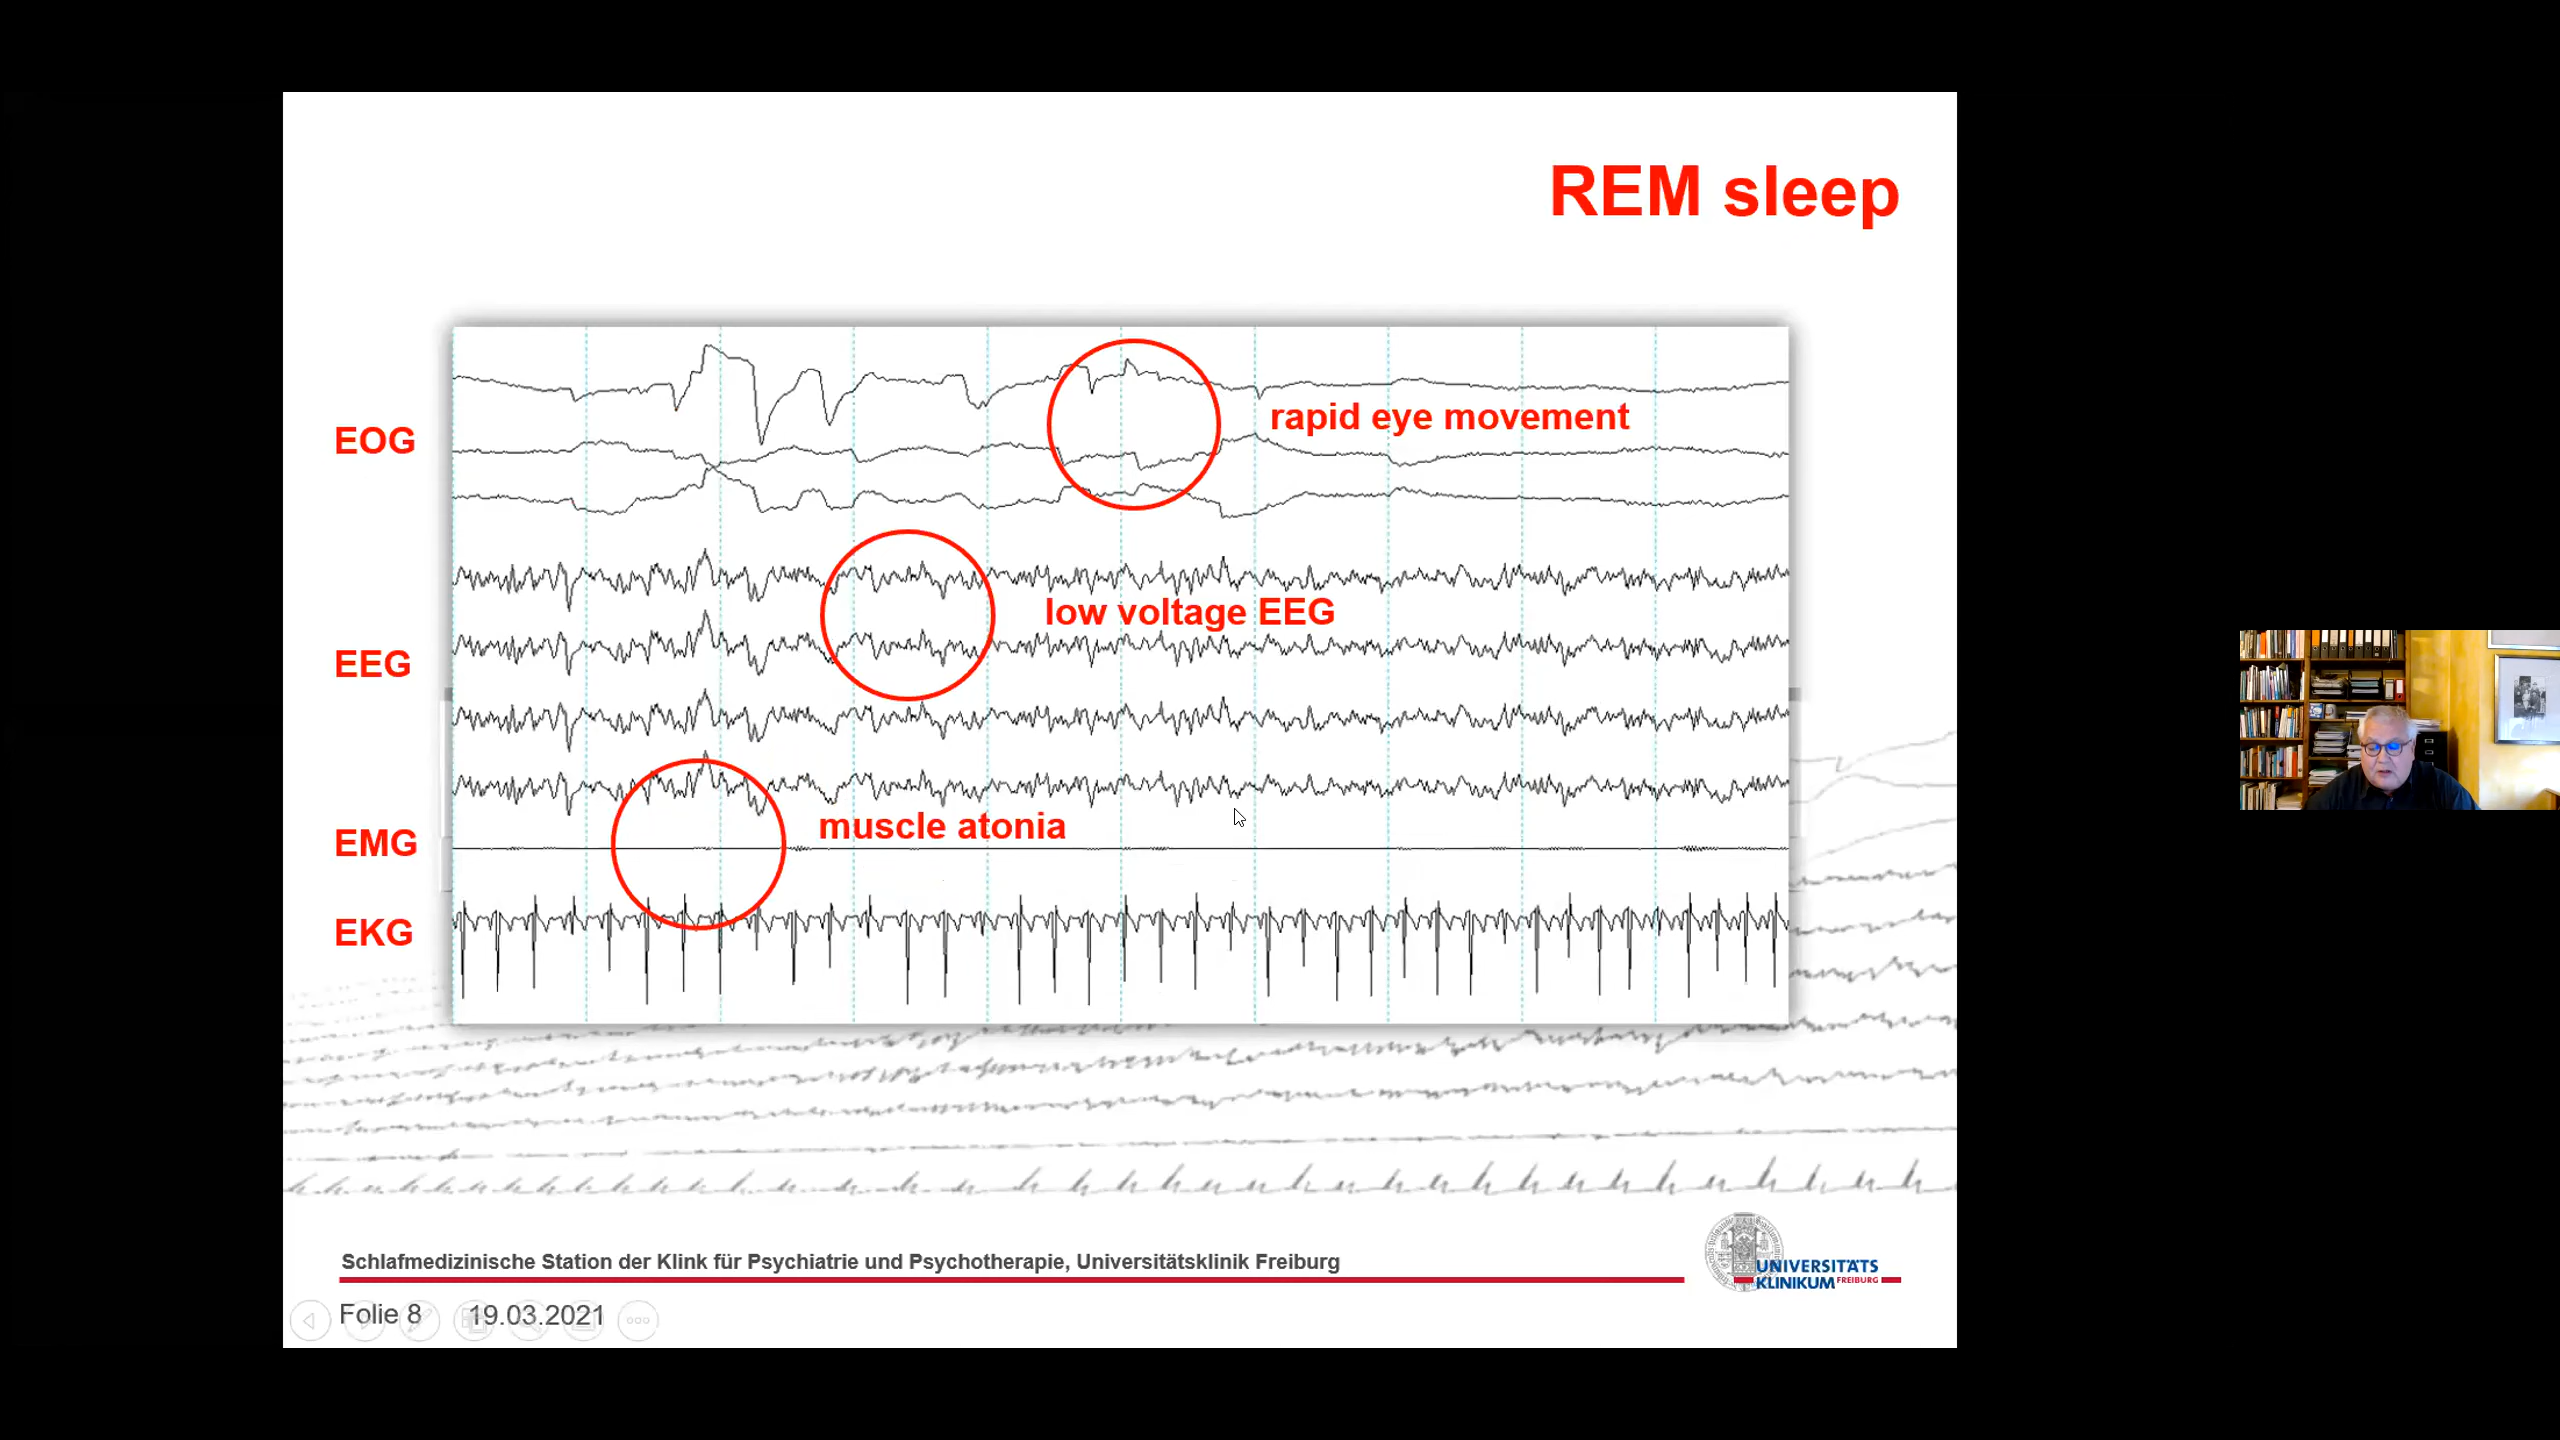 REM sleep
EOG
rapid eye movement
EEG
low voltage EEG
EMG
muscle atonia
EKG
Schlafmedizinische Station der Klink für Psychiatrie und Psychotherapie, Universitätsklinik Freiburg
UNIVERSITÄTS
KLINIKUM FREIBURG
Folie 8 19.03.2021